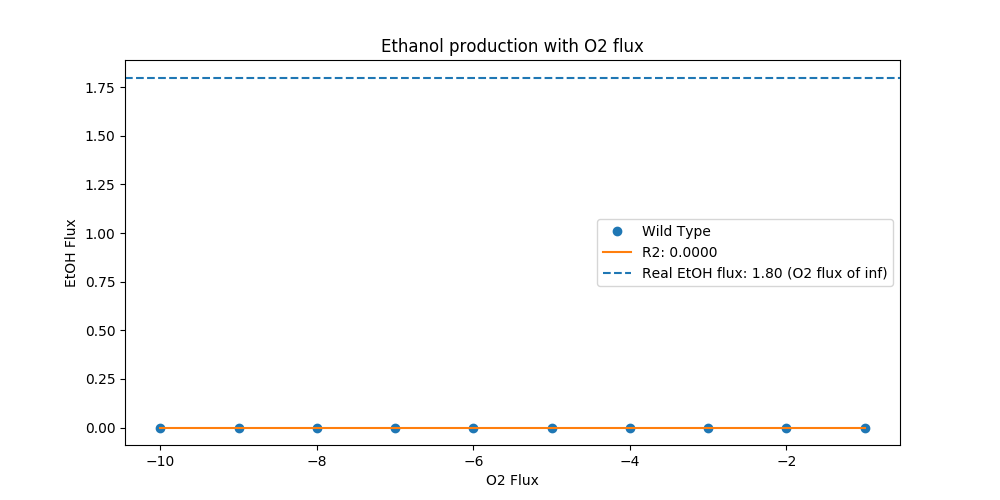 Ethanol production with O2 flux
1.75
1.50
1.25
1.00
0.75
0.50
0.25
0.00
EtOH Flux
Wild Type
R2: 0.0000
Real EtOH flux: 1.80 (O2 flux of inf)
−10
−8
−6
−4
−2
O2 Flux